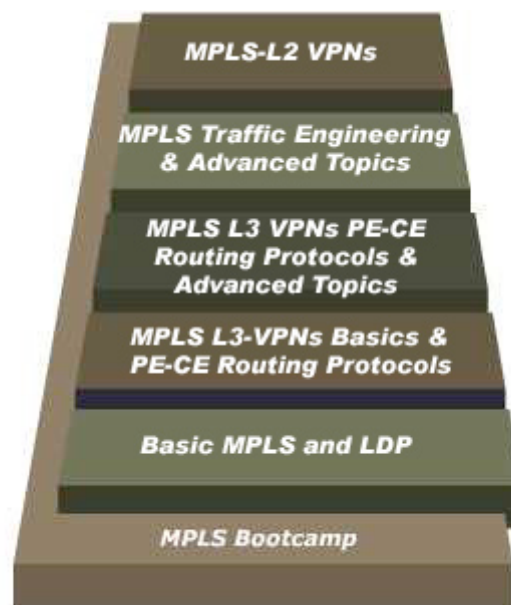 MPLS-L2 VPNs
MPLS Traffic Engineering
& Advanced Topics
MPLS L3 VPNs PE-CE
Routing Protocols &
Advanced Topics
MPLS L3-VPNs Basics &
PE-CE Routing Protocols
Basic MPLS and LDP
MPLS Bootcamp